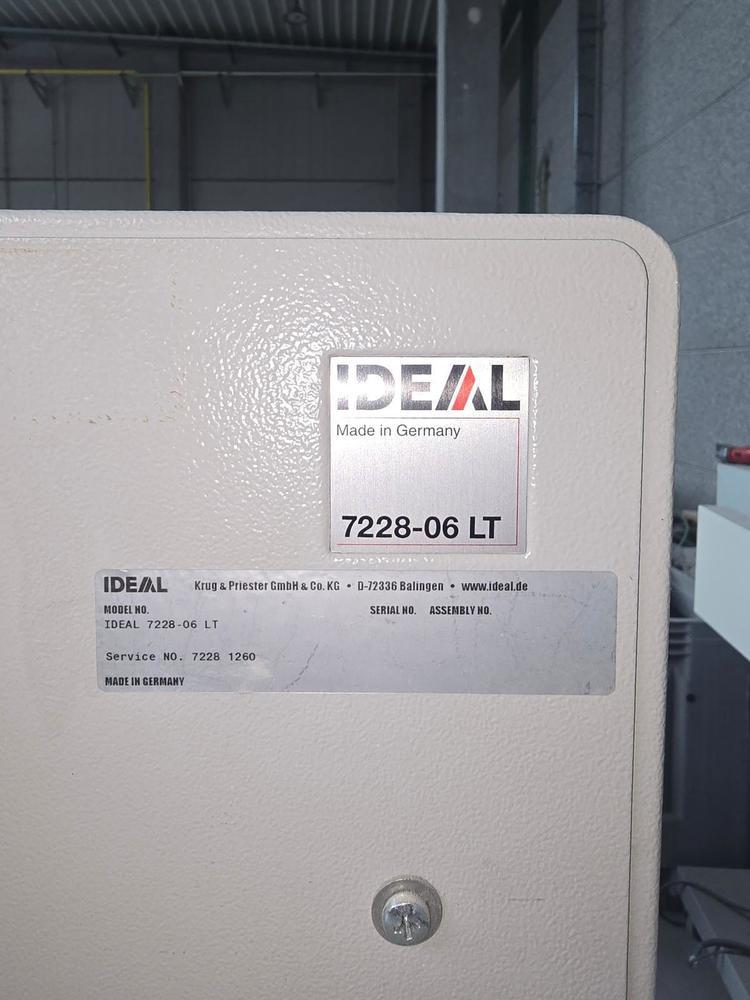 IDEAL
Made in Germany
7228-06 LT
IDEAL Krug & Priester GmbH & Co. KG • D-72336 Balingen • www.ideal.de
MODEL NO. SERIAL NO. ASSEMBLY NO.
IDEAL 7228-06 LT
Service NO. 7228 1260
MADE IN GERMANY